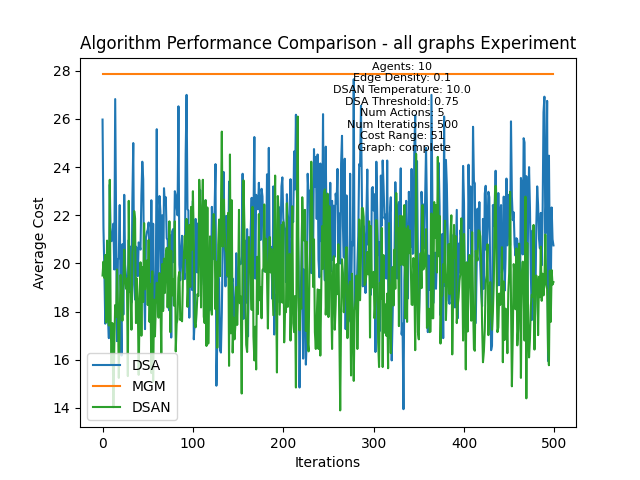 Algorithm Performance Comparison - all graphs Experiment
Agents: 10
Edge Density: 0.1
DSAN Temperature: 10.0
DSA Threshold: 0.75
Num Actions: 5
Num Iterations: 500
Cost Range: 51
Graph: complete
28
26
24
22
20
18
16
14
Average Cost
DSA
MGM
DSAN
0
100
200
300
400
500
Iterations